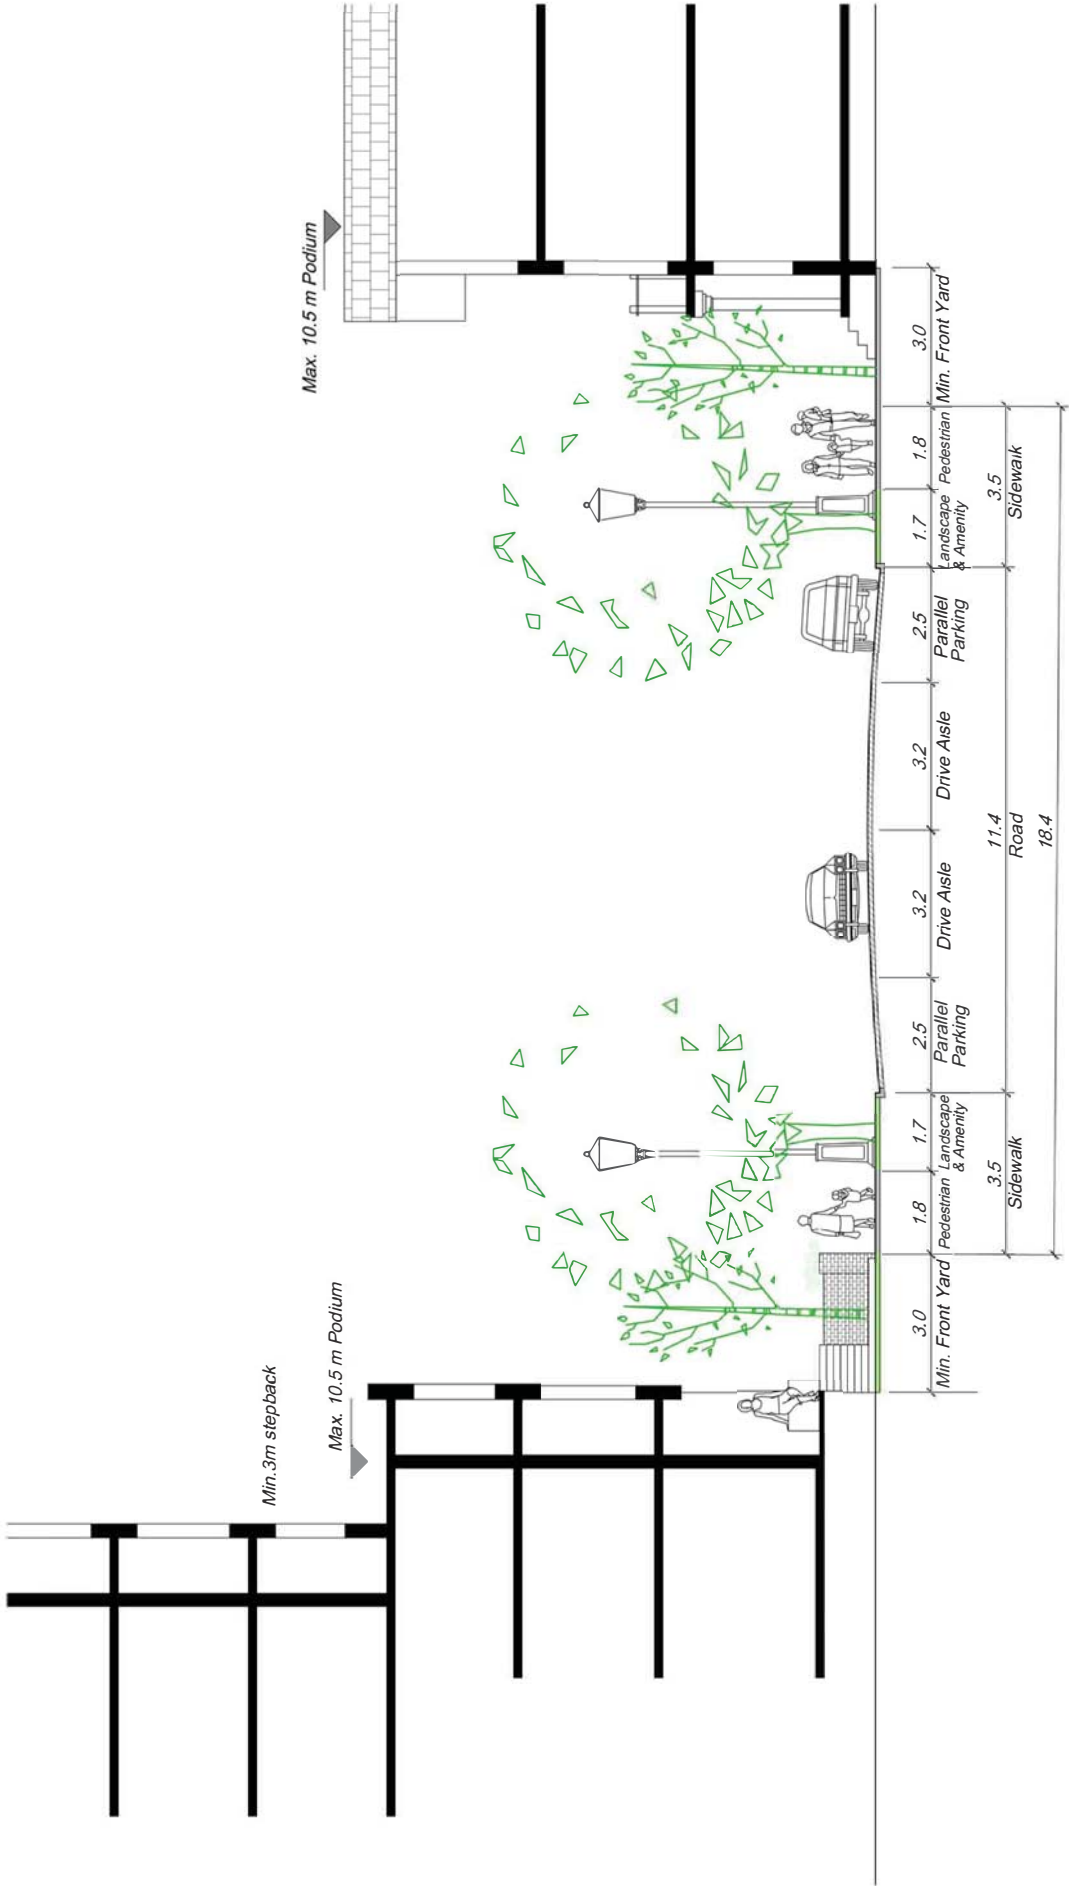 Min.3m stepback
Max. 10.5 m Podium
Max. 10.5 m Podium
3.0
1.8
1.7
2.5
3.2
3.2
2.5
1.7
1.8
3.0
Min. Front Yard
Pedestrian
Landscape
& Amenity
Parallel
Parking
Drive Aisle
Drive Aisle
Parallel
Parking
Landscape
& Amenity
Pedestrian
Min. Front Yard
3.5
11.4
3.5
Sidewalk
Road
Sidewalk
18.4